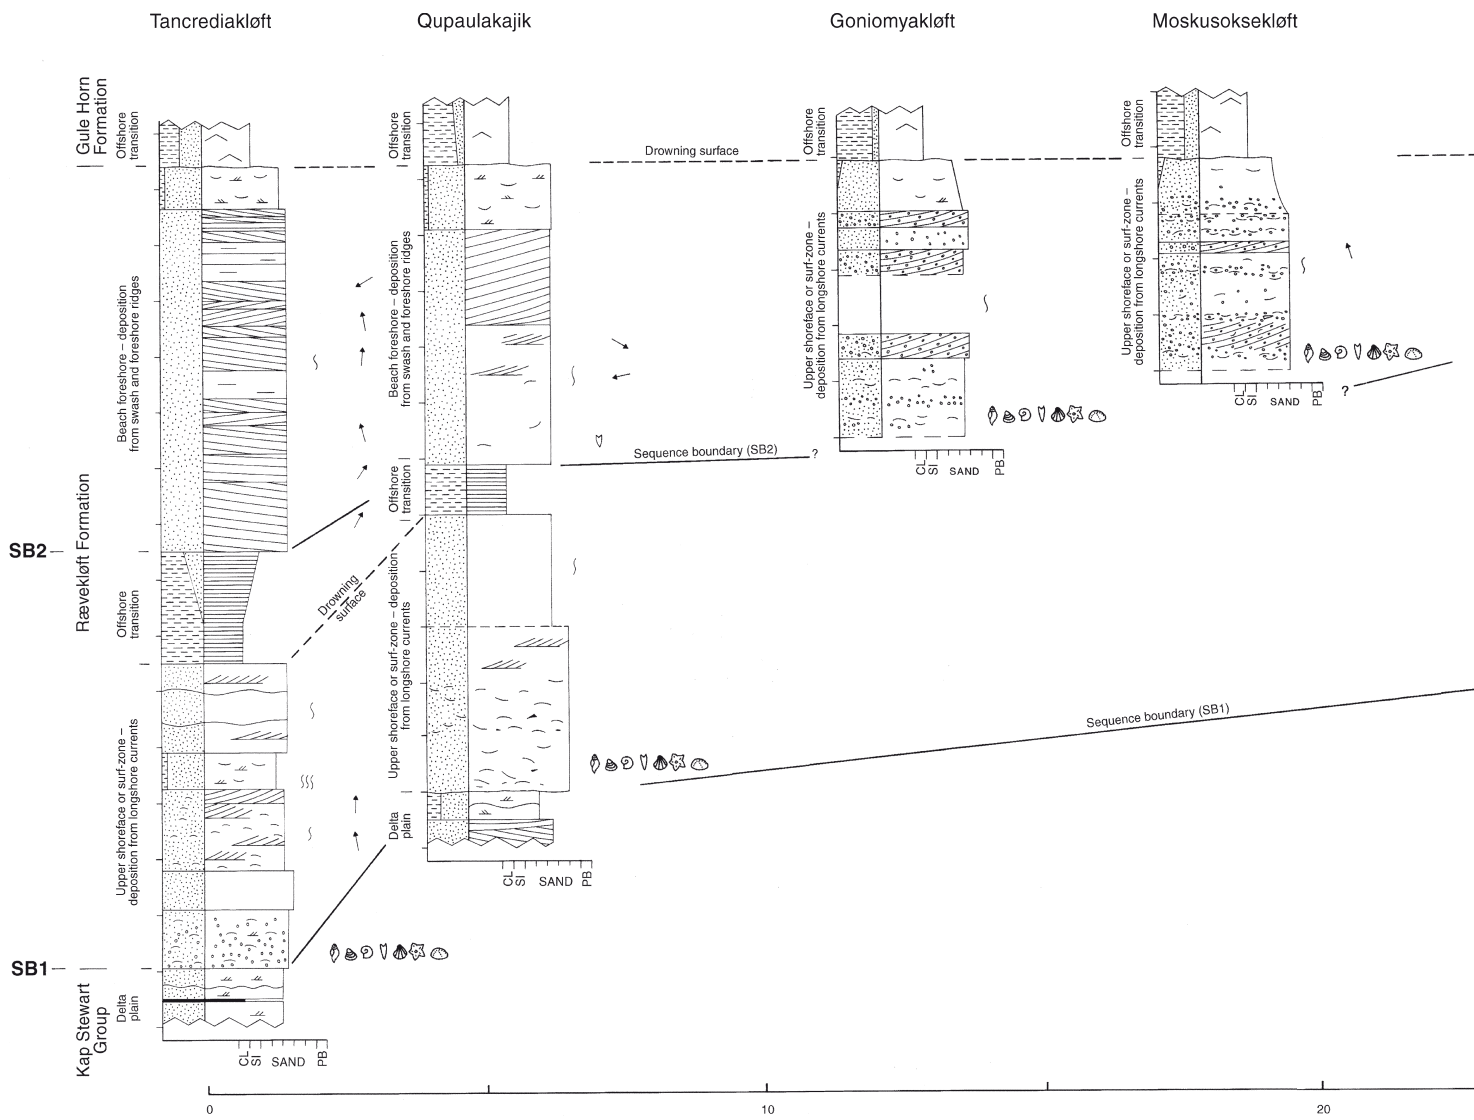 Tancrediakløft
Qupaulakajik
Goniomyakløft
Moskusoksekløft
Gule Horn
Formation
Offshore
transition
Offshore
transition
Offshore
transition
Offshore
transition
Drowning surface
Beach foreshore – deposition
from swash and foreshore ridges
Beach foreshore – deposition
from swash and foreshore ridges
Upper shoreface or surf-zone –
deposition from longshore currents
Upper shoreface or surf-zone –
deposition from longshore currents
CL
SI
SAND
PB
?
Sequence boundary (SB2)
?
CL
SI
SAND
PB
Rævekløft Formation
SB2
Offshore
transition
Offshore
transition
Drowning
surface
Upper shoreface or surf-zone –
deposition from longshore currents
Upper shoreface or surf-zone – deposition
from longshore currents
Sequence boundary (SB1)
Delta
plain
CL
SI
SAND
PB
SB1
Kap Stewart
Group
Delta
plain
CL
SI
SAND
PB
0
10
20